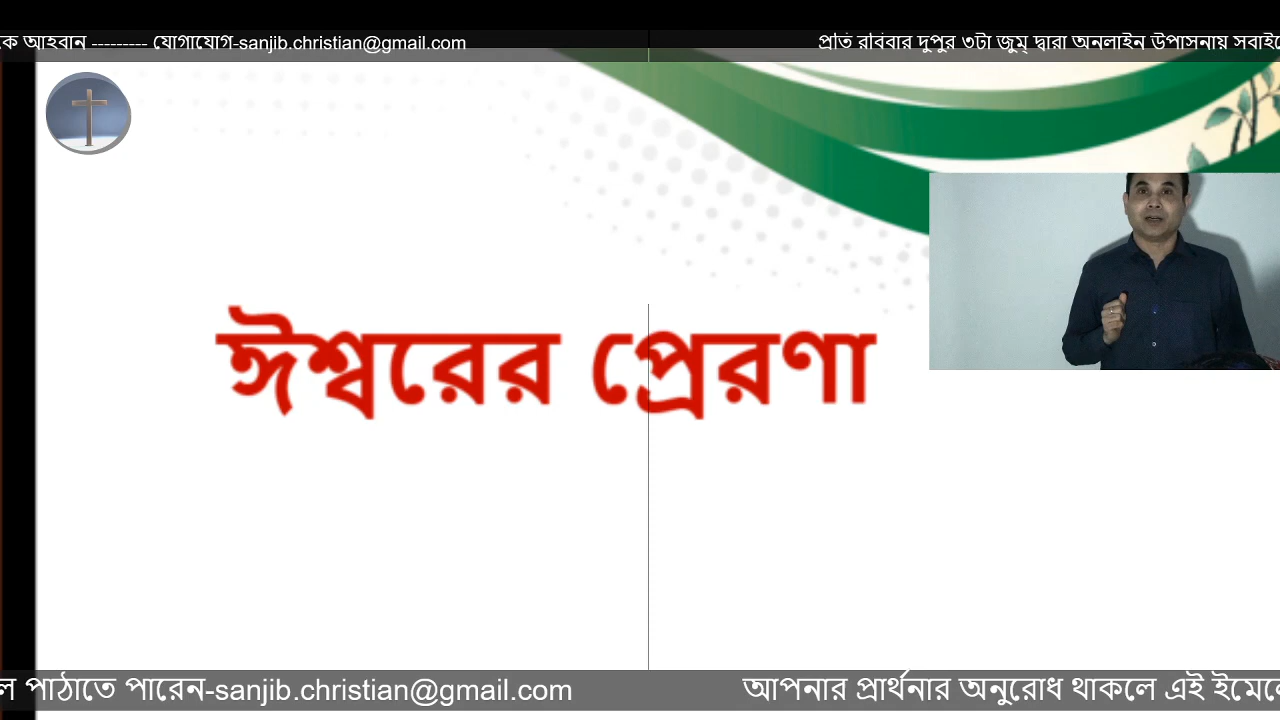 কে আহবান --------- যোগাযোগ-sanjib.christian@gmail.com
প্রতি রবিবার দুপুর ৩টা জুম্ দ্বারা অনলাইন উপাসনায় সবাইকে
ঈশ্বরের প্রেরণা
ল পাঠাতে পারেন-sanjib.christian@gmail.com
আপনার প্রার্থনার অনুরোধ থাকলে এই ইমেলে